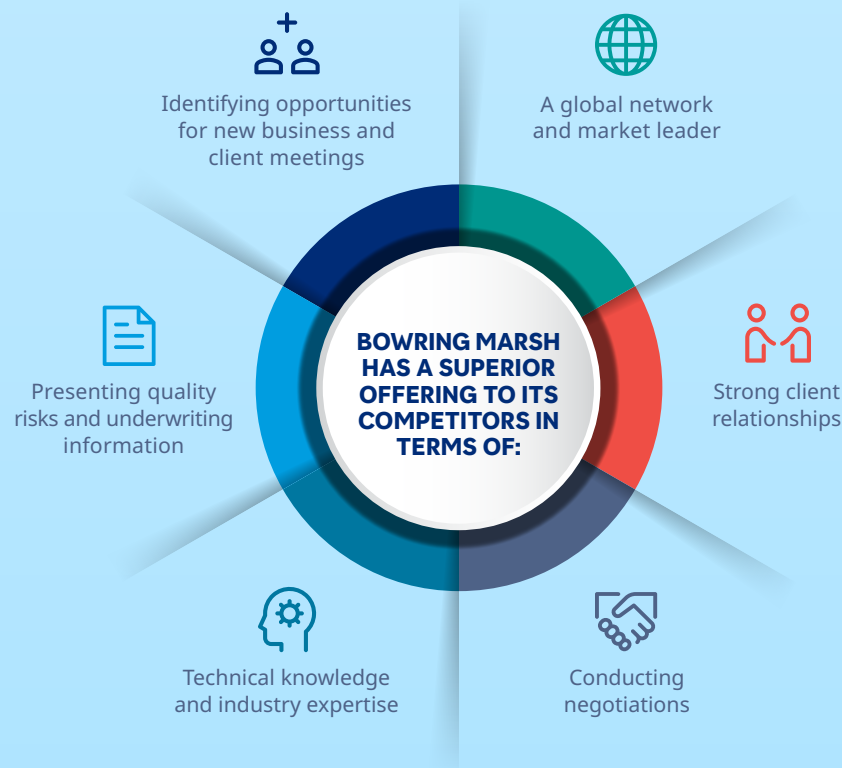 Identifying opportunities
for new business and
client meetings
A global network
and market leader
BOWRING MARSH
HAS A SUPERIOR
OFFERING TO ITS
COMPETITORS IN
TERMS OF:
Presenting quality
risks and underwriting
information
Strong client
relationships
Technical knowledge
and industry expertise
Conducting
negotiations